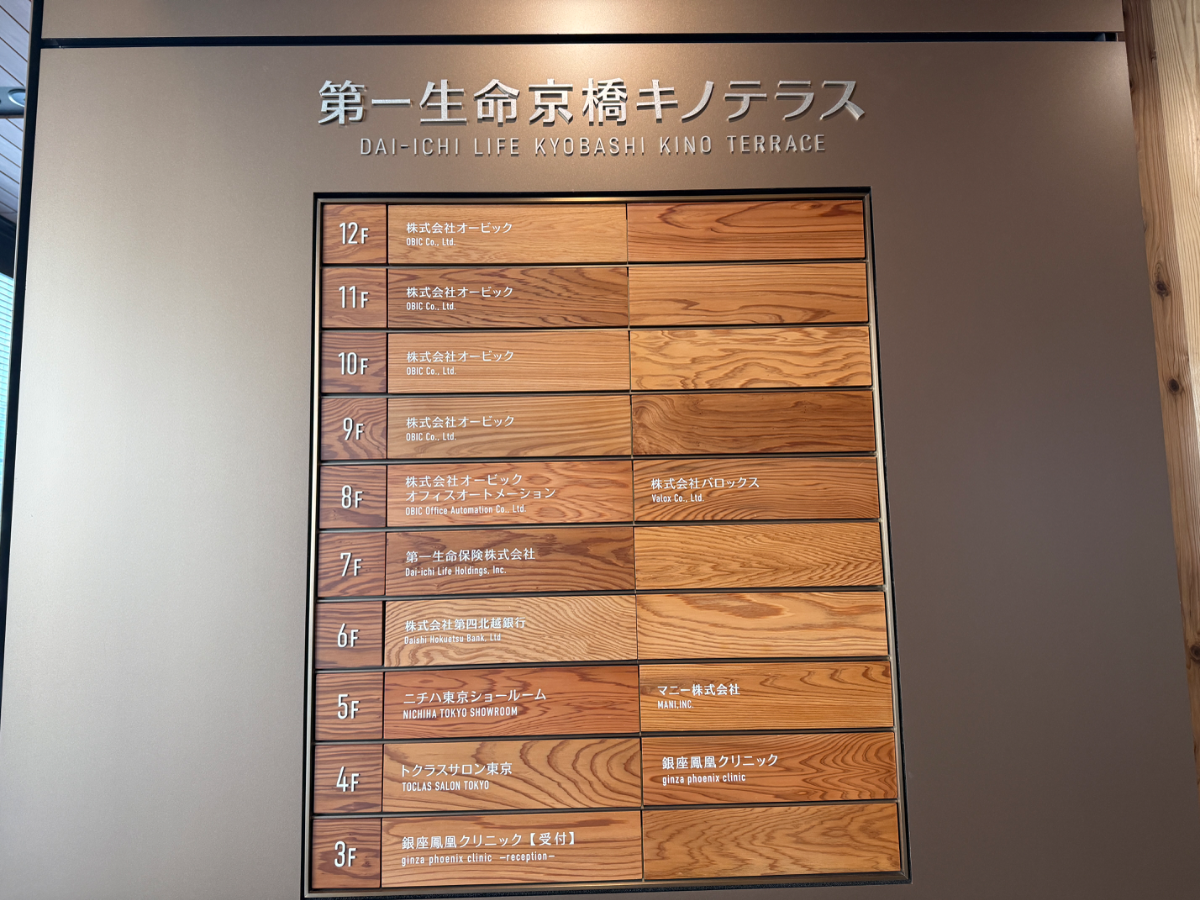 第一生命京橋キノテラス
DAI-ICHI LIFE KYOBASHI KINO TERRACE
12F
株式会社オービック
OBIC Co., Ltd.
11F
株式会社オービック
OBIC Co., Ltd.
10F
株式会社オービック
OBIC Co., Ltd.
9F
株式会社オービック
OBIC Co., Ltd.
8F
株式会社オービック
オフィスオートメーション
OBIC Office Automation Co., Ltd.
株式会社バロックス
Valox Co., Ltd.
7F
第一生命保険株式会社
Dai-ichi Life Holdings, Inc.
6F
株式会社第四北越銀行
Daishi Hokuetsu Bank, Ltd.
5F
ニチハ東京ショールーム
NICHIHA TOKYO SHOWROOM
マニー株式会社
MANI,INC.
4F
トクラスサロン東京
TOCLAS SALON TOKYO
銀座鳳凰クリニック
ginza phoenix clinic
3F
銀座鳳凰クリニック【受付】
ginza phoenix clinic –reception–